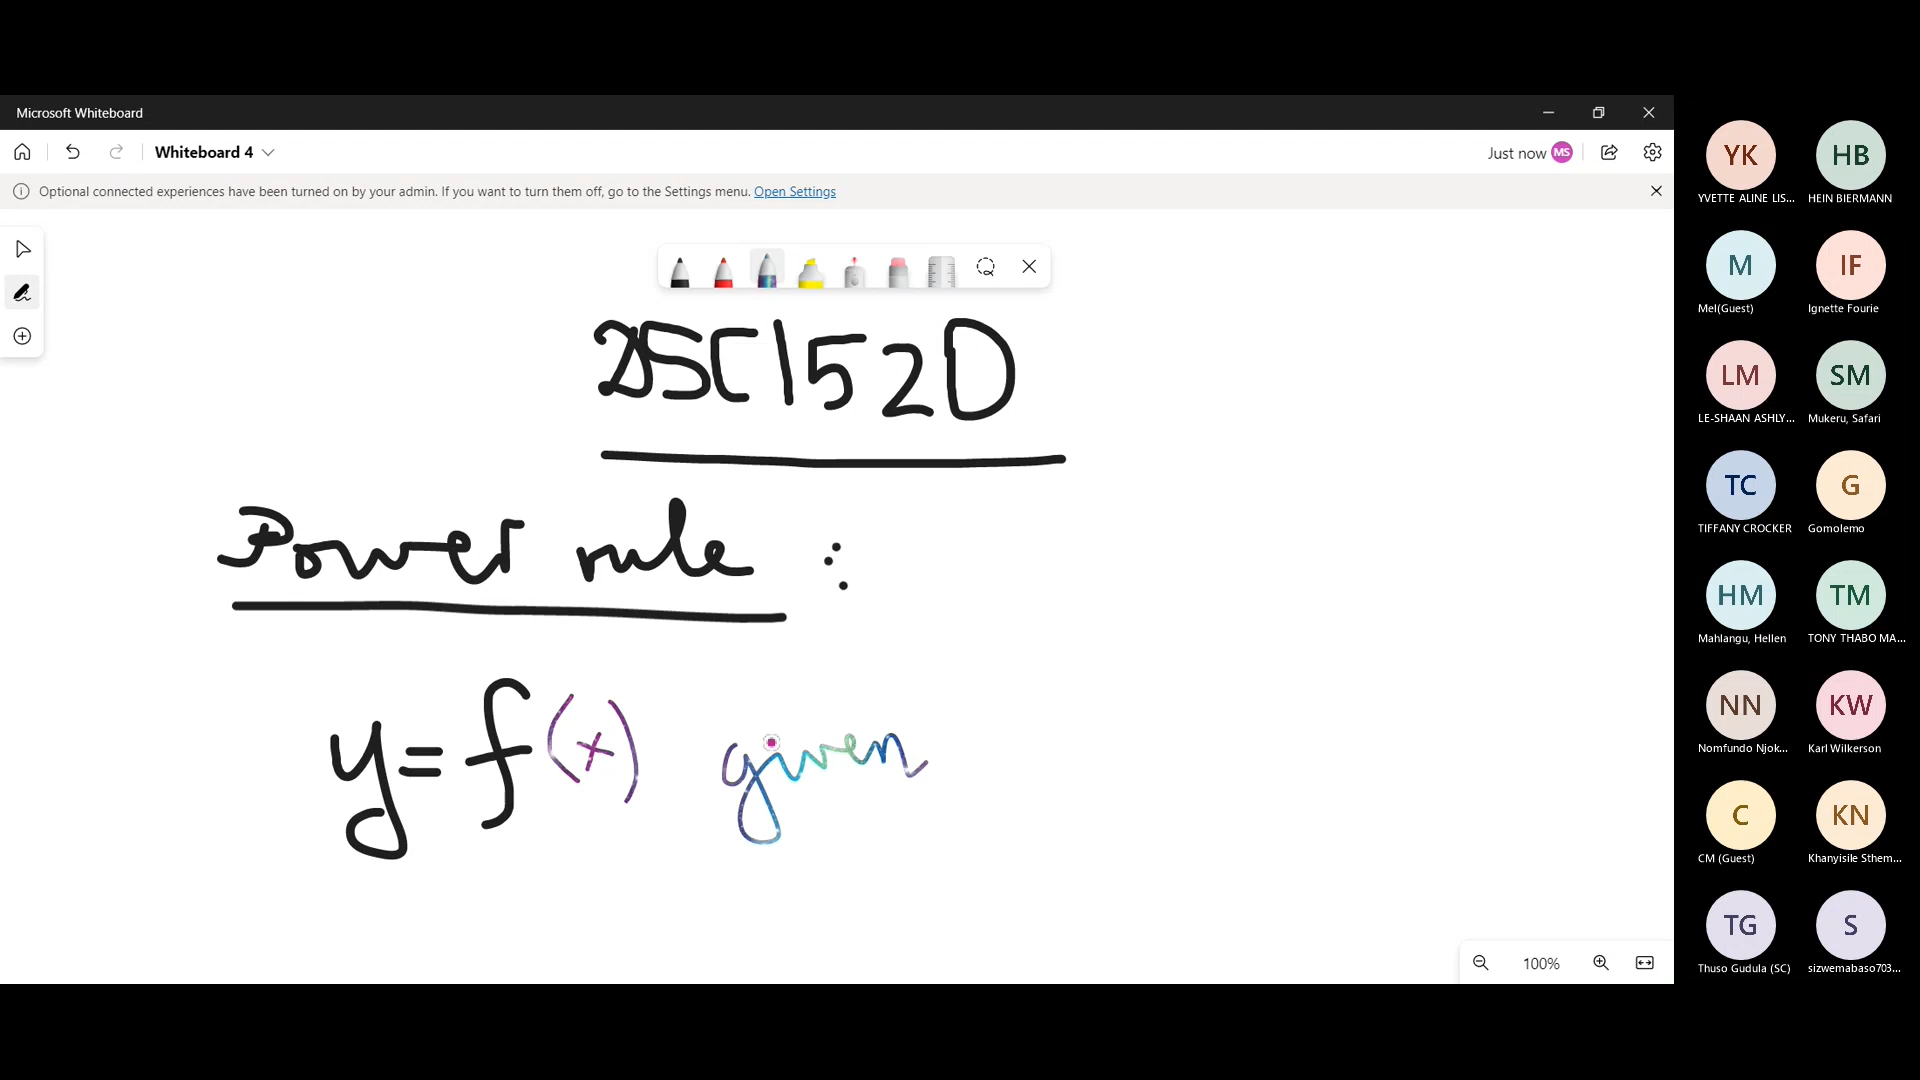 Microsoft Whiteboard
Whiteboard 4
Just now MS
Optional connected experiences have been turned on by your admin. If you want to turn them off, go to the Settings menu. Open Settings
25C152D
Power rule :
y = f(x) given
100%
YK HB
YVETTE ALINE LIS... HEIN BIERMANN
M IF
Mel(Guest) Ignette Fourie
LM SM
LE-SHAAN ASHLY... Mukeru, Safari
TC G
TIFFANY CROCKER Gomolemo
HM TM
Mahlangu, Hellen TONY THABO MA...
NN KW
Nomfundo Njok... Karl Wilkerson
C KN
CM (Guest) Khanyisile Sthem...
TG S
Thuso Gudula (SC) sizwemabaso703...